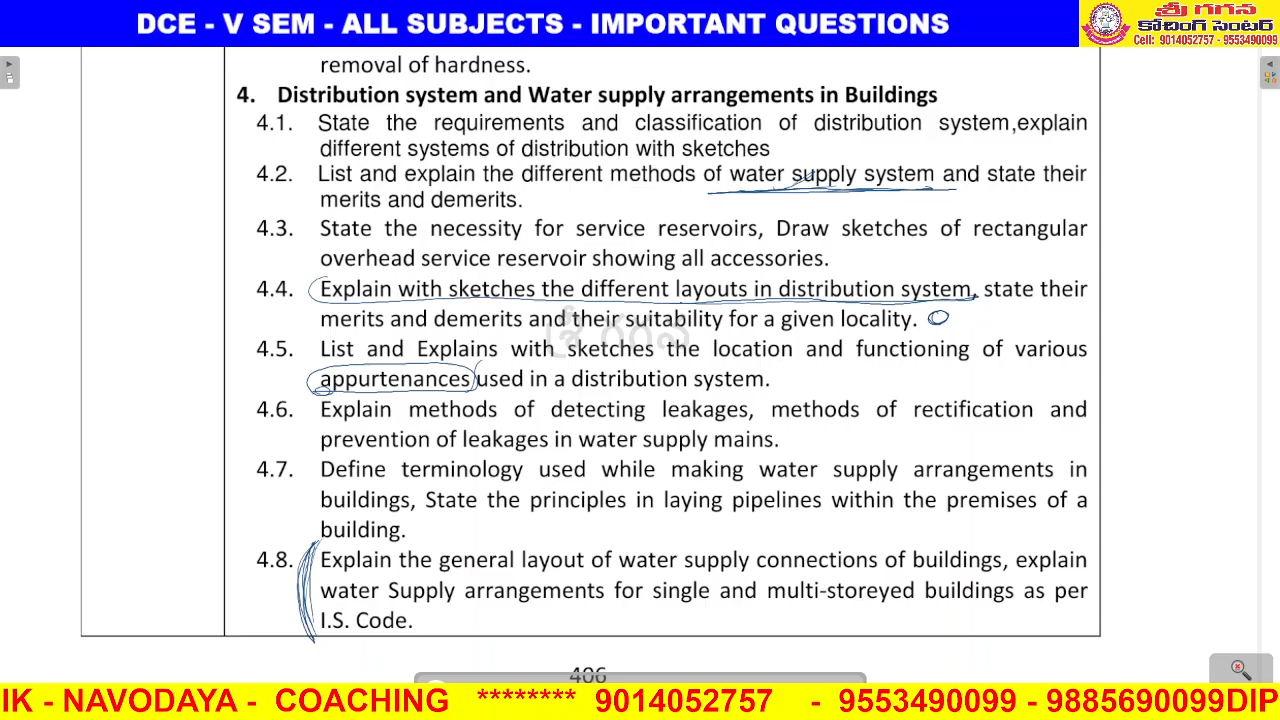 DCE - V SEM - ALL SUBJECTS - IMPORTANT QUESTIONS
శ్రీ గగన
కోచింగ్ సెంటర్
Cell: 9014052757 - 9553490099
removal of hardness.
4. Distribution system and Water supply arrangements in Buildings
4.1. State the requirements and classification of distribution system,explain
different systems of distribution with sketches
4.2. List and explain the different methods of water supply system and state their
merits and demerits.
4.3. State the necessity for service reservoirs, Draw sketches of rectangular
overhead service reservoir showing all accessories.
4.4. Explain with sketches the different layouts in distribution system, state their
merits and demerits and their suitability for a given locality.
శ్రీ గగన
4.5. List and Explains with sketches the location and functioning of various
appurtenances used in a distribution system.
4.6. Explain methods of detecting leakages, methods of rectification and
prevention of leakages in water supply mains.
4.7. Define terminology used while making water supply arrangements in
buildings, State the principles in laying pipelines within the premises of a
building.
4.8. Explain the general layout of water supply connections of buildings, explain
water Supply arrangements for single and multi-storeyed buildings as per
I.S. Code.
406
IK - NAVODAYA - COACHING ******** 9014052757 - 9553490099 - 9885690099DIP